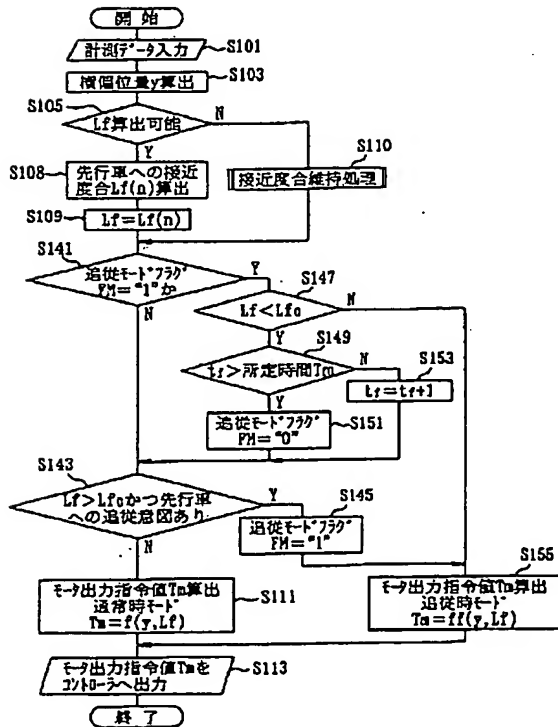 開始
計測データ入力
S101
横偏位量y算出
S103
S105
Lf算出可能
N
Y
S108
先行車への接近
度合Lf(n)算出
S110
接近度合維持処理
S109
Lf=Lf(n)
S141
追従モードフラグ
FM="1"か
Y
N
S147
Lf<Lfo
N
Y
S149
tf>所定時間Tfo
N
Y
S153
tf=tf+1
追従モードフラグ
FM="0"
S151
S143
Lf>Lfoかつ先行車
への追従意図あり
Y
N
S145
追従モードフラグ
FM="1"
モータ出力指令値Tm算出
通常時モード
Tm=f(y,Lf)
S111
S155
モータ出力指令値Tm算出
追従時モード
Tm=ff(y,Lf)
モータ出力指令値Tmを
コントローラへ出力
S113
終了